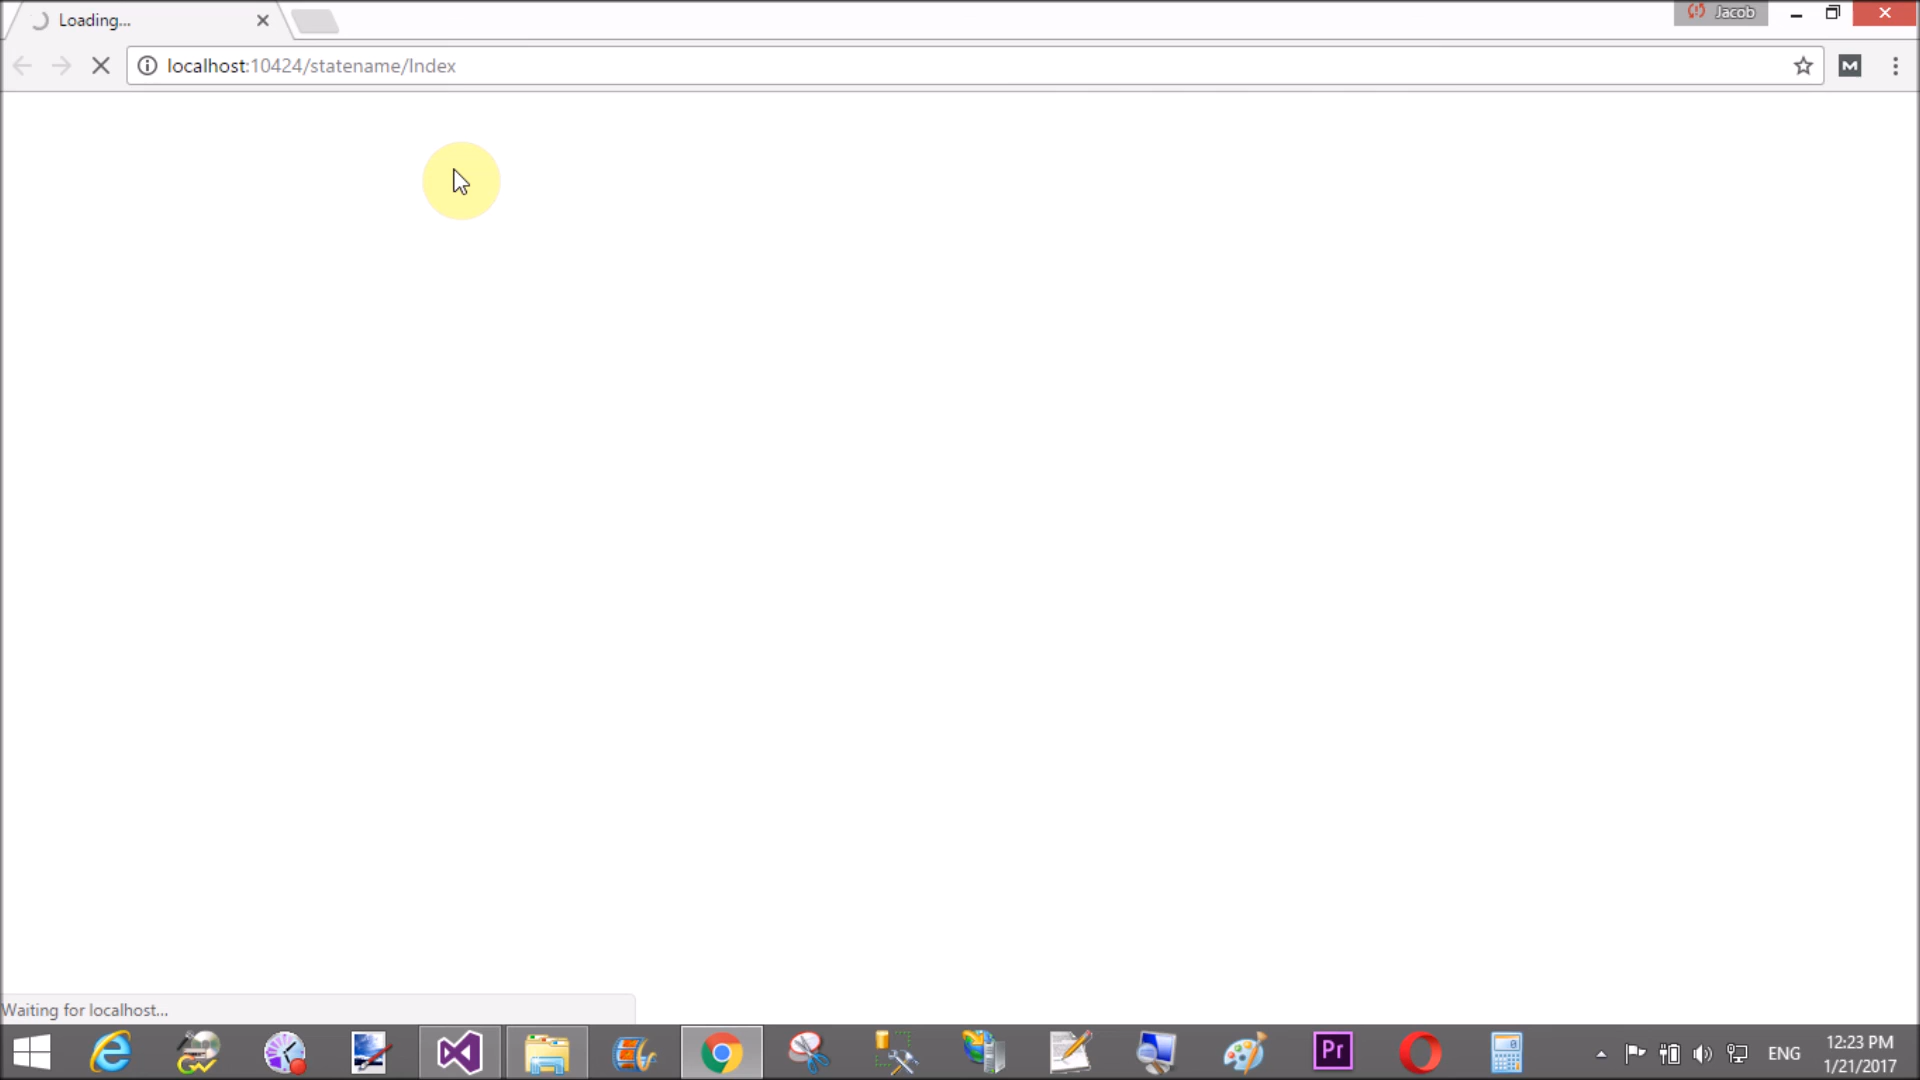 Loading...
Jacob
localhost:10424/statename/Index
M
Waiting for localhost...
Pr
ENG
12:23 PM
1/21/2017